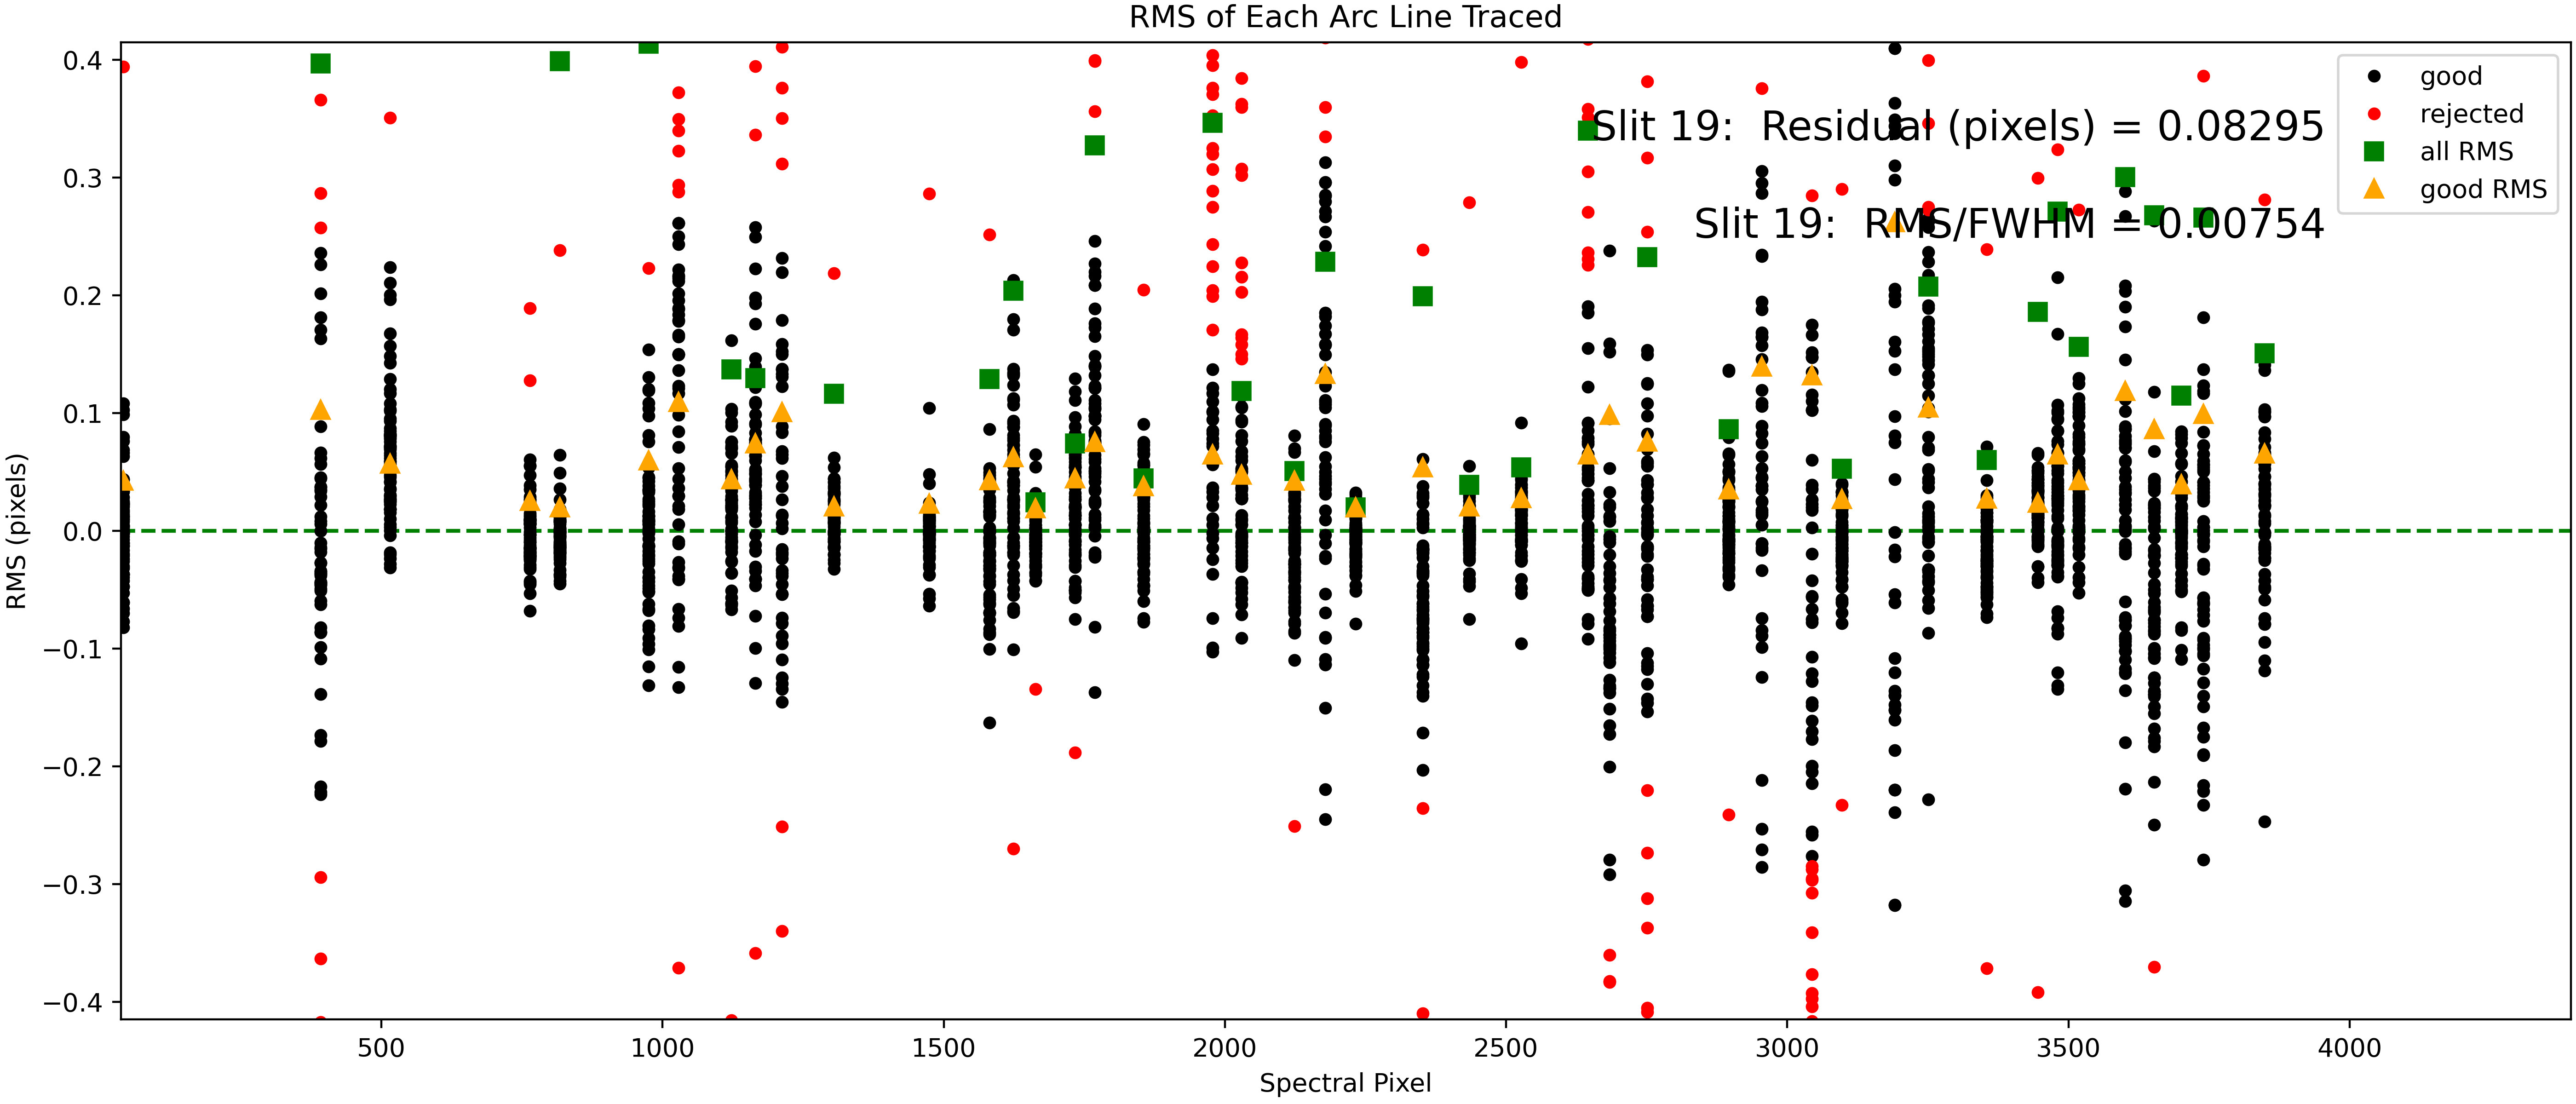 RMS of Each Arc Line Traced
0.4
0.3
0.2
0.1
0.0
−0.1
−0.2
−0.3
−0.4
RMS (pixels)
good
rejected
all RMS
good RMS
Slit 19:  Residual (pixels) = 0.08295
Slit 19:  RMS/FWHM = 0.00754
500
1000
1500
2000
2500
3000
3500
4000
Spectral Pixel